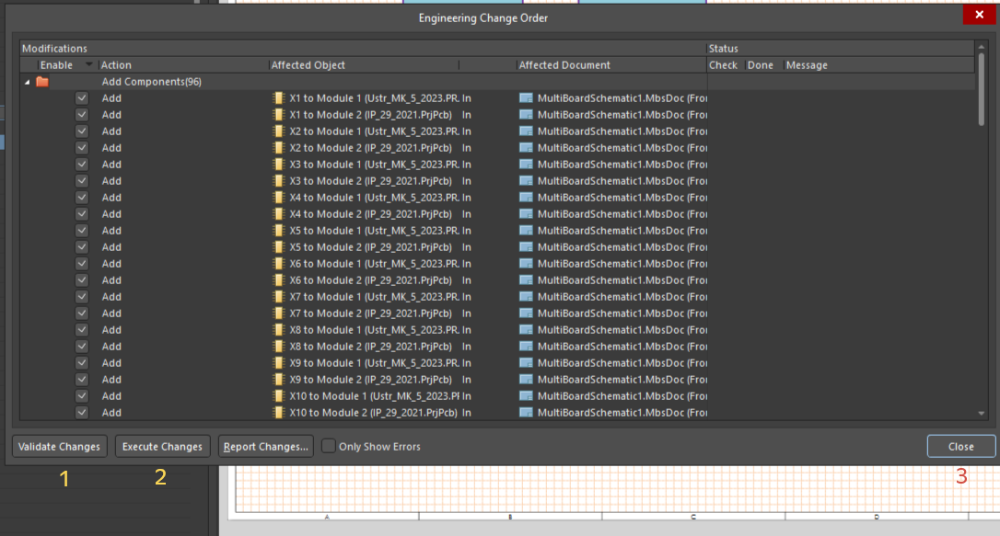 Engineering Change Order
Modifications Status
Enable Action Affected Object Affected Document Check Done Message
Add Components(96)
Add X1 to Module 1 (Ustr_MK_5_2023.PR. In MultiBoardSchematic1.MbsDoc (Fro
Add X1 to Module 2 (IP_29_2021.PrjPcb) In MultiBoardSchematic1.MbsDoc (Fro
Add X2 to Module 1 (Ustr_MK_5_2023.PR. In MultiBoardSchematic1.MbsDoc (Fro
Add X2 to Module 2 (IP_29_2021.PrjPcb) In MultiBoardSchematic1.MbsDoc (Fro
Add X3 to Module 1 (Ustr_MK_5_2023.PR. In MultiBoardSchematic1.MbsDoc (Fro
Add X3 to Module 2 (IP_29_2021.PrjPcb) In MultiBoardSchematic1.MbsDoc (Fro
Add X4 to Module 1 (Ustr_MK_5_2023.PR. In MultiBoardSchematic1.MbsDoc (Fro
Add X4 to Module 2 (IP_29_2021.PrjPcb) In MultiBoardSchematic1.MbsDoc (Fro
Add X5 to Module 1 (Ustr_MK_5_2023.PR. In MultiBoardSchematic1.MbsDoc (Fro
Add X5 to Module 2 (IP_29_2021.PrjPcb) In MultiBoardSchematic1.MbsDoc (Fro
Add X6 to Module 1 (Ustr_MK_5_2023.PR. In MultiBoardSchematic1.MbsDoc (Fro
Add X6 to Module 2 (IP_29_2021.PrjPcb) In MultiBoardSchematic1.MbsDoc (Fro
Add X7 to Module 1 (Ustr_MK_5_2023.PR. In MultiBoardSchematic1.MbsDoc (Fro
Add X7 to Module 2 (IP_29_2021.PrjPcb) In MultiBoardSchematic1.MbsDoc (Fro
Add X8 to Module 1 (Ustr_MK_5_2023.PR. In MultiBoardSchematic1.MbsDoc (Fro
Add X8 to Module 2 (IP_29_2021.PrjPcb) In MultiBoardSchematic1.MbsDoc (Fro
Add X9 to Module 1 (Ustr_MK_5_2023.PR. In MultiBoardSchematic1.MbsDoc (Fro
Add X9 to Module 2 (IP_29_2021.PrjPcb) In MultiBoardSchematic1.MbsDoc (Fro
Add X10 to Module 1 (Ustr_MK_5_2023.PI In MultiBoardSchematic1.MbsDoc (Fro
Add X10 to Module 2 (IP_29_2021.PrjPcb) In MultiBoardSchematic1.MbsDoc (Fro
Validate Changes Execute Changes Report Changes... Only Show Errors Close
1 2 3
A B C D